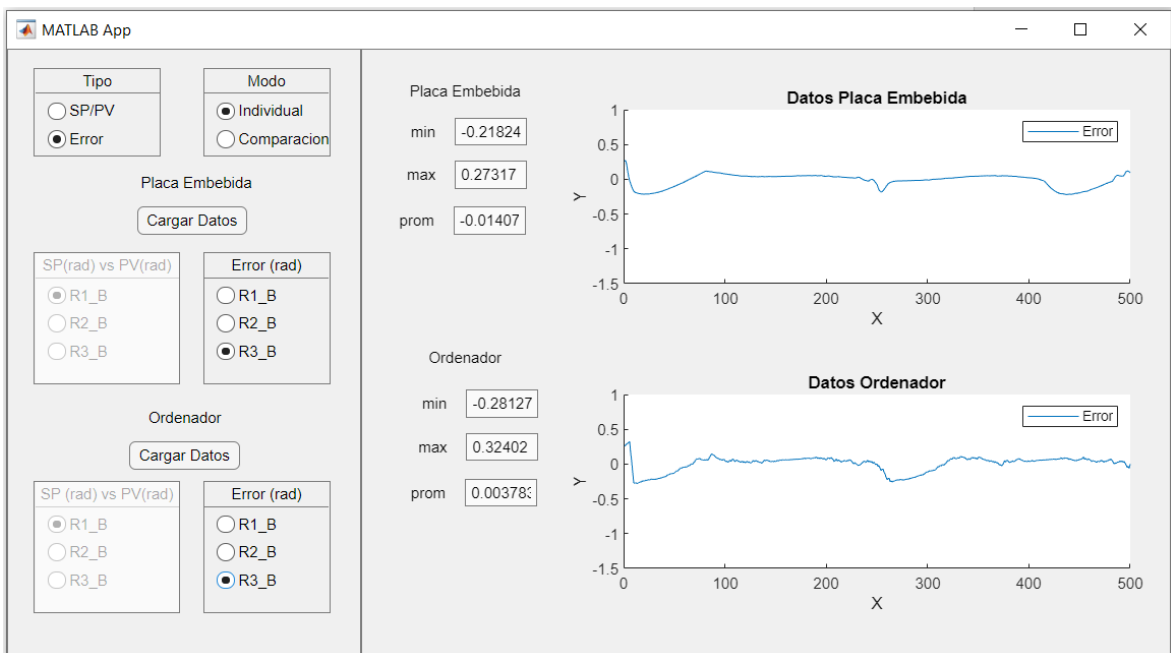 MATLAB App
Tipo
SP/PV
Error
Modo
Individual
Comparacion
Placa Embebida
Cargar Datos
SP(rad) vs PV(rad)
R1_B
R2_B
R3_B
Error (rad)
R1_B
R2_B
R3_B
Ordenador
Cargar Datos
SP (rad) vs PV(rad)
R1_B
R2_B
R3_B
Error (rad)
R1_B
R2_B
R3_B
Placa Embebida
min -0.21824
max 0.27317
prom -0.01407
Datos Placa Embebida
Error
1
0.5
0
-0.5
-1
-1.5
Y
0 100 200 300 400 500
X
Ordenador
min -0.28127
max 0.32402
prom 0.003783
Datos Ordenador
Error
1
0.5
0
-0.5
-1
-1.5
Y
0 100 200 300 400 500
X